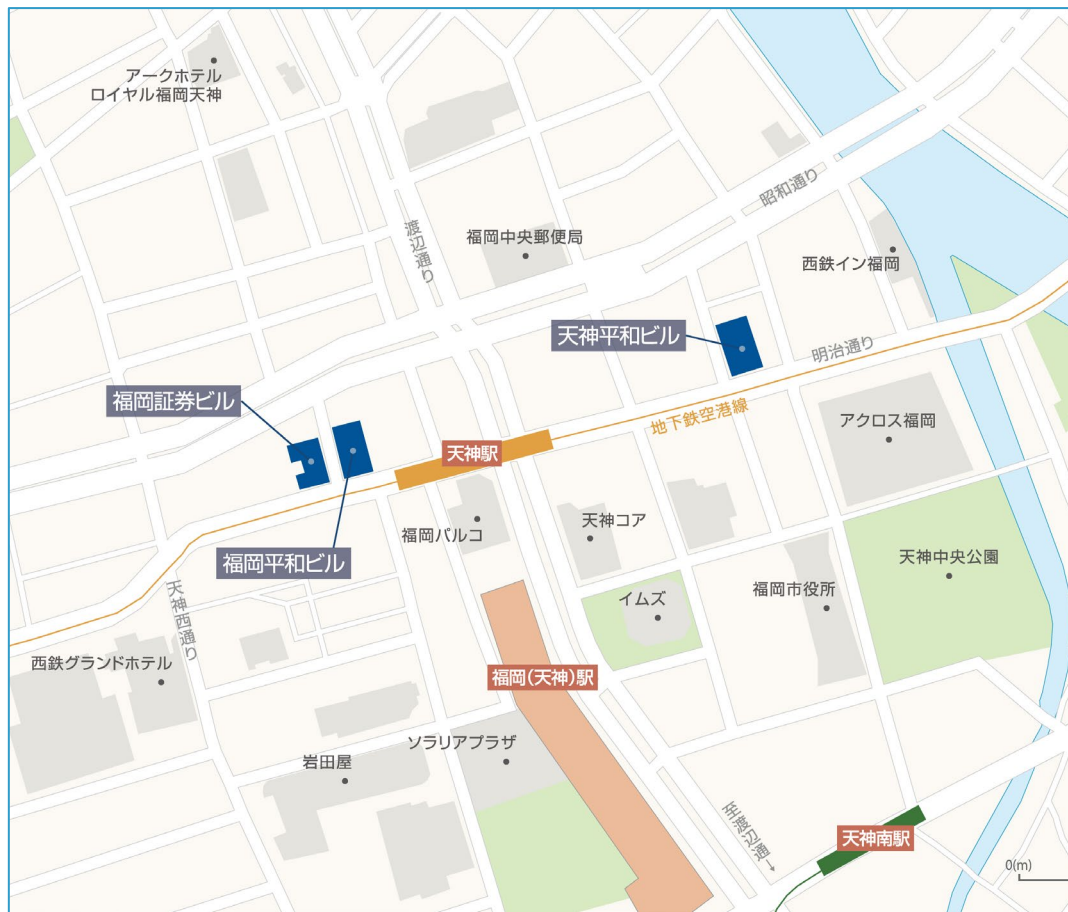 アークホテル
ロイヤル福岡天神
渡辺通り
昭和通り
福岡中央郵便局
西鉄イン福岡
天神平和ビル
明治通り
福岡証券ビル
地下鉄空港線
アクロス福岡
天神駅
福岡パルコ
天神コア
福岡平和ビル
天神中央公園
福岡市役所
イムズ
天神西通り
西鉄グランドホテル
福岡(天神)駅
ソラリアプラザ
岩田屋
至渡辺通→
天神南駅
0(m)